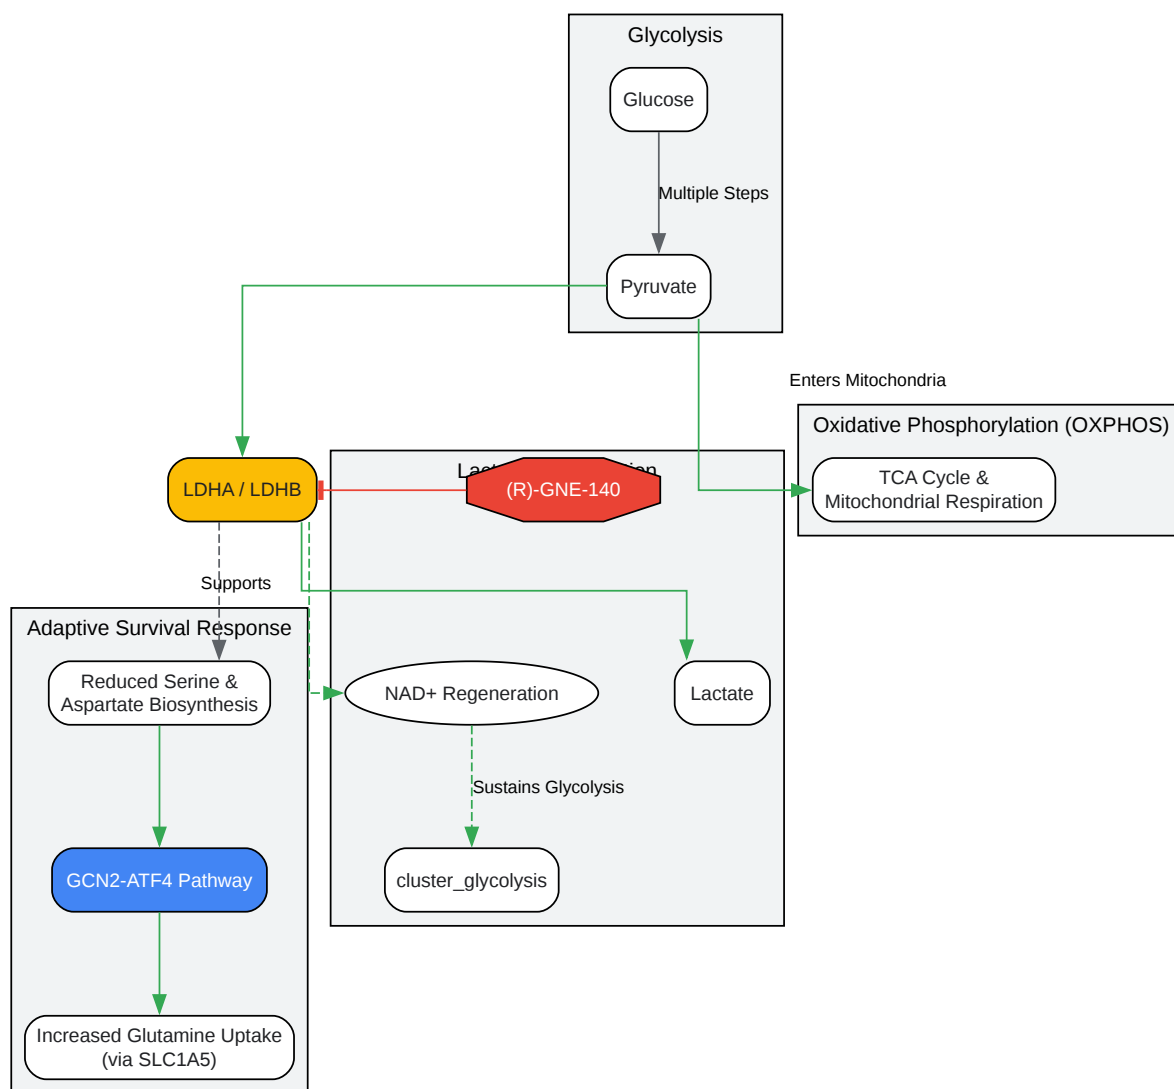 Glycolysis
Glucose
Multiple Steps
Pyruvate
Enters Mitochondria
Oxidative Phosphorylation (OXPHOS)
TCA Cycle &
Mitochondrial Respiration
LDHA / LDHB
(R)-GNE-140
Supports
Adaptive Survival Response
Reduced Serine &
Aspartate Biosynthesis
NAD+ Regeneration
Lactate
Sustains Glycolysis
GCN2-ATF4 Pathway
cluster_glycolysis
Increased Glutamine Uptake
(via SLC1A5)